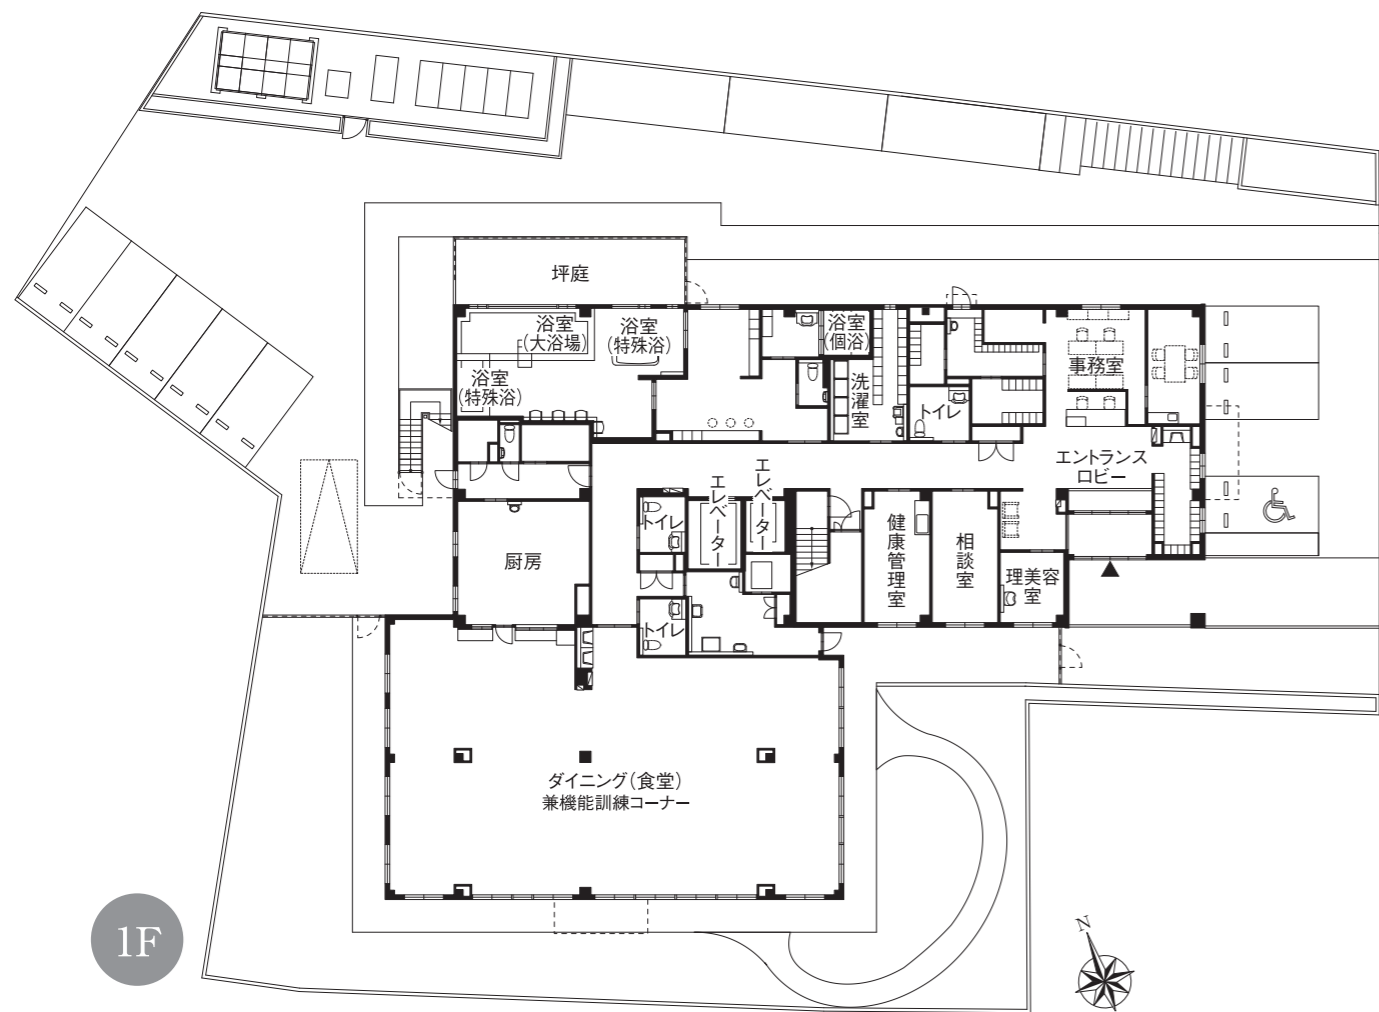 坪庭
浴室
(大浴場)
浴室
(特殊浴)
浴室
(個浴)
浴室
(特殊浴)
洗濯室
トイレ
事務室
エントランス
ロビー
エレベーター
エレベーター
トイレ
厨房
健康管理室
相談室
理美容
室
トイレ
ダイニング(食堂)
兼機能訓練コーナー
1F
N